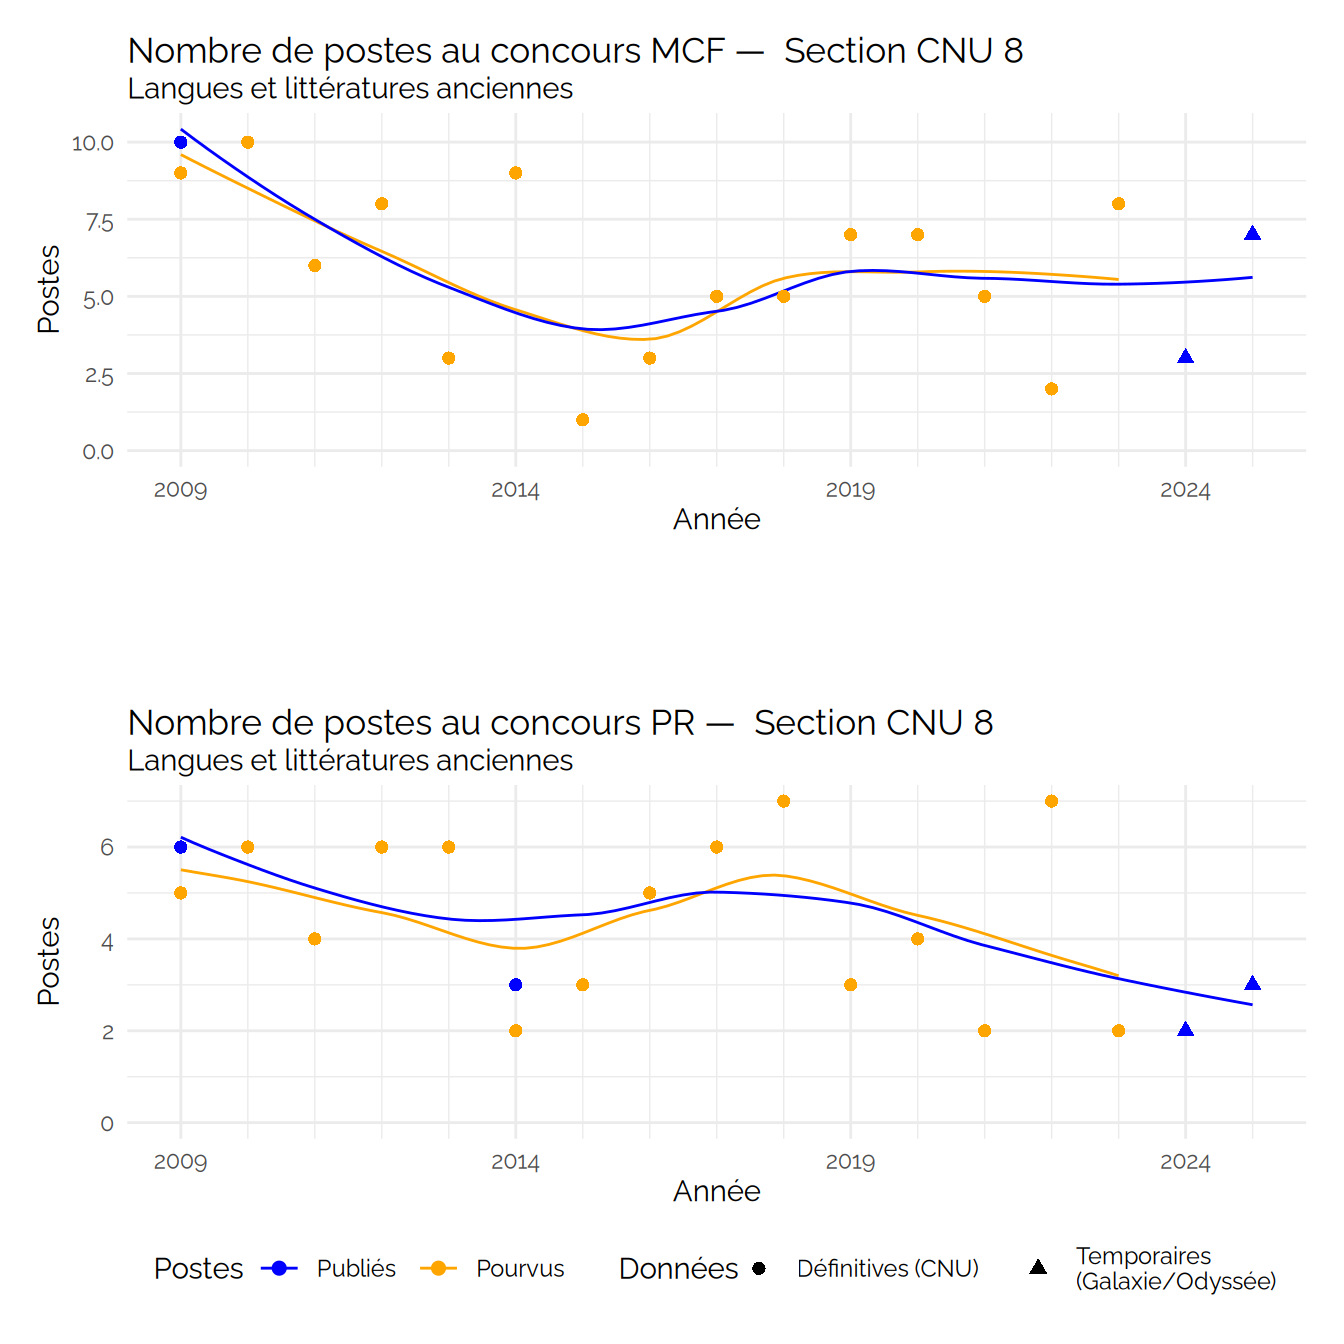 Nombre de postes au concours MCF —  Section CNU 8
Langues et littératures anciennes
10.0
7.5
5.0
2.5
0.0
Postes
2009 2014 2019 2024
Année
Nombre de postes au concours PR —  Section CNU 8
Langues et littératures anciennes
6
4
2
0
Postes
2009 2014 2019 2024
Année
Postes Publiés Pourvus Données Définitives (CNU) Temporaires
(Galaxie/Odyssée)